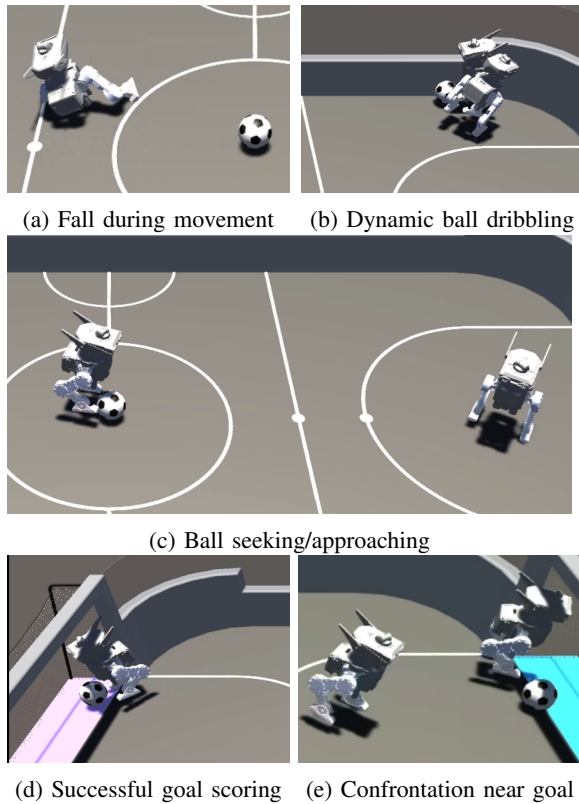 (a) Fall during movement
(b) Dynamic ball dribbling
(c) Ball seeking/approaching
(d) Successful goal scoring
(e) Confrontation near goal